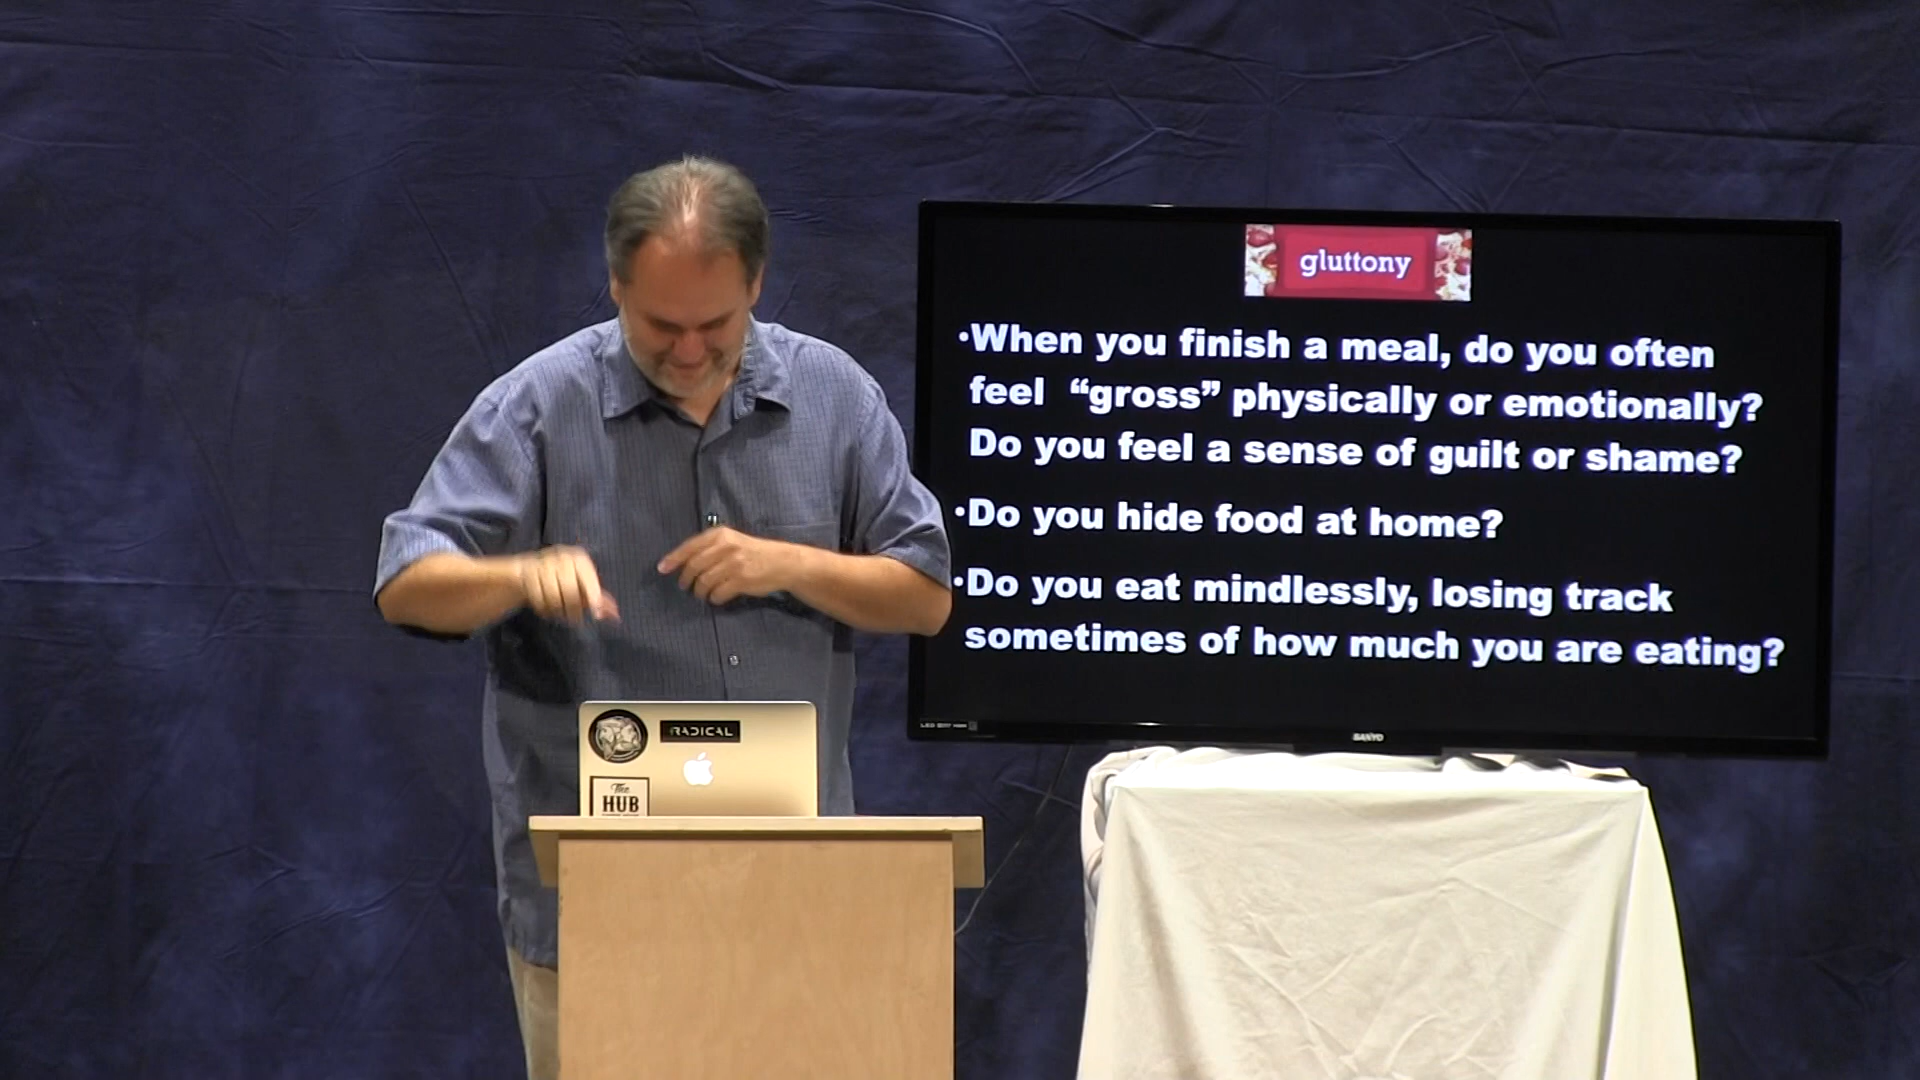 gluttony
•When you finish a meal, do you often
feel “gross” physically or emotionally?
Do you feel a sense of guilt or shame?
•Do you hide food at home?
•Do you eat mindlessly, losing track
sometimes of how much you are eating?
SANYO
RADICAL
The
HUB